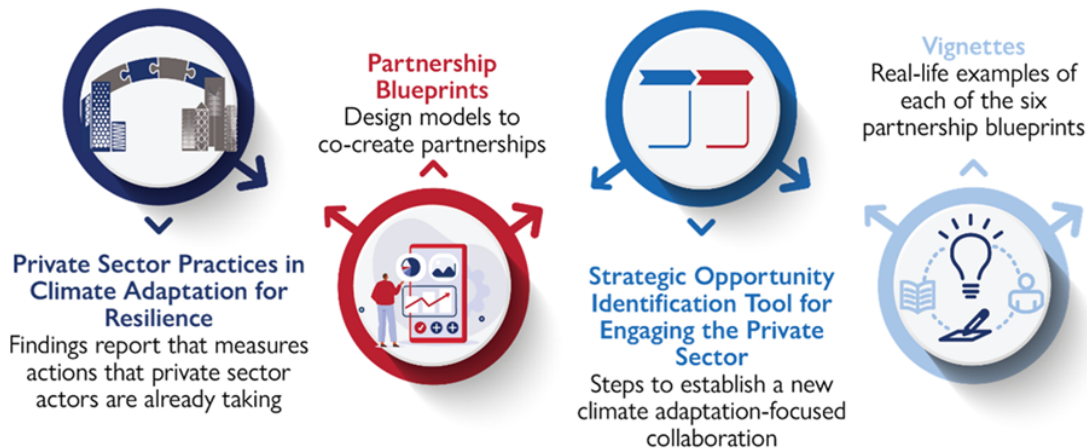 Private Sector Practices in
Climate Adaptation for
Resilience
Findings report that measures
actions that private sector
actors are already taking
Partnership
Blueprints
Design models to
co-create partnerships
Strategic Opportunity
Identification Tool for
Engaging the Private
Sector
Steps to establish a new
climate adaptation-focused
collaboration
Vignettes
Real-life examples of
each of the six
partnership blueprints